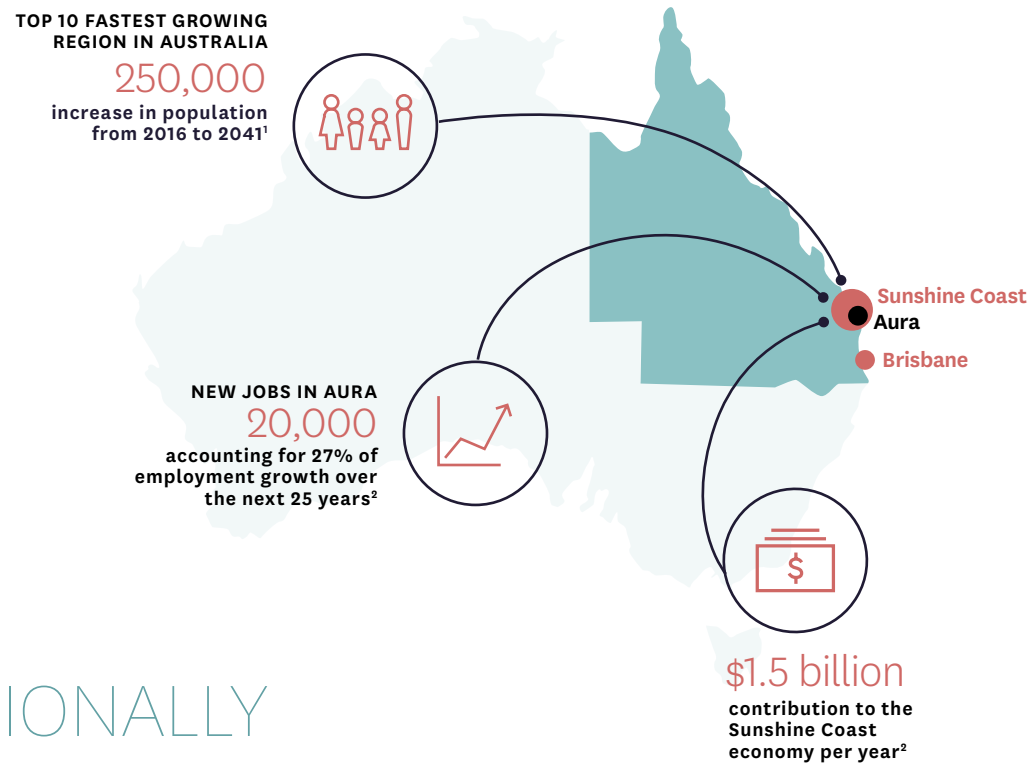 TOP 10 FASTEST GROWING
REGION IN AUSTRALIA
250,000
increase in population
from 2016 to 2041¹
Sunshine Coast
Aura
Brisbane
NEW JOBS IN AURA
20,000
accounting for 27% of
employment growth over
the next 25 years²
$
$1.5 billion
contribution to the
Sunshine Coast
economy per year²
IONALLY